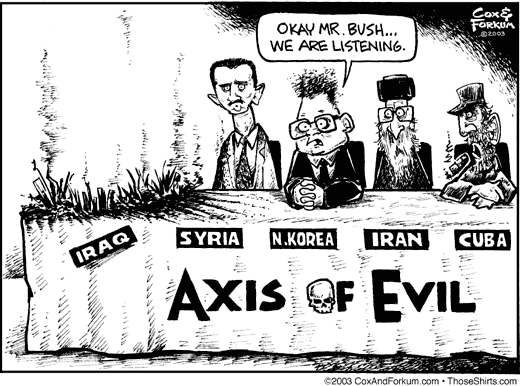 COX &
FORKUM
©2003
OKAY MR. BUSH...
WE ARE LISTENING.
IRAQ
SYRIA
N.KOREA
IRAN
CUBA
AXIS OF EVIL
©2003 CoxAndForkum.com • ThoseShirts.com